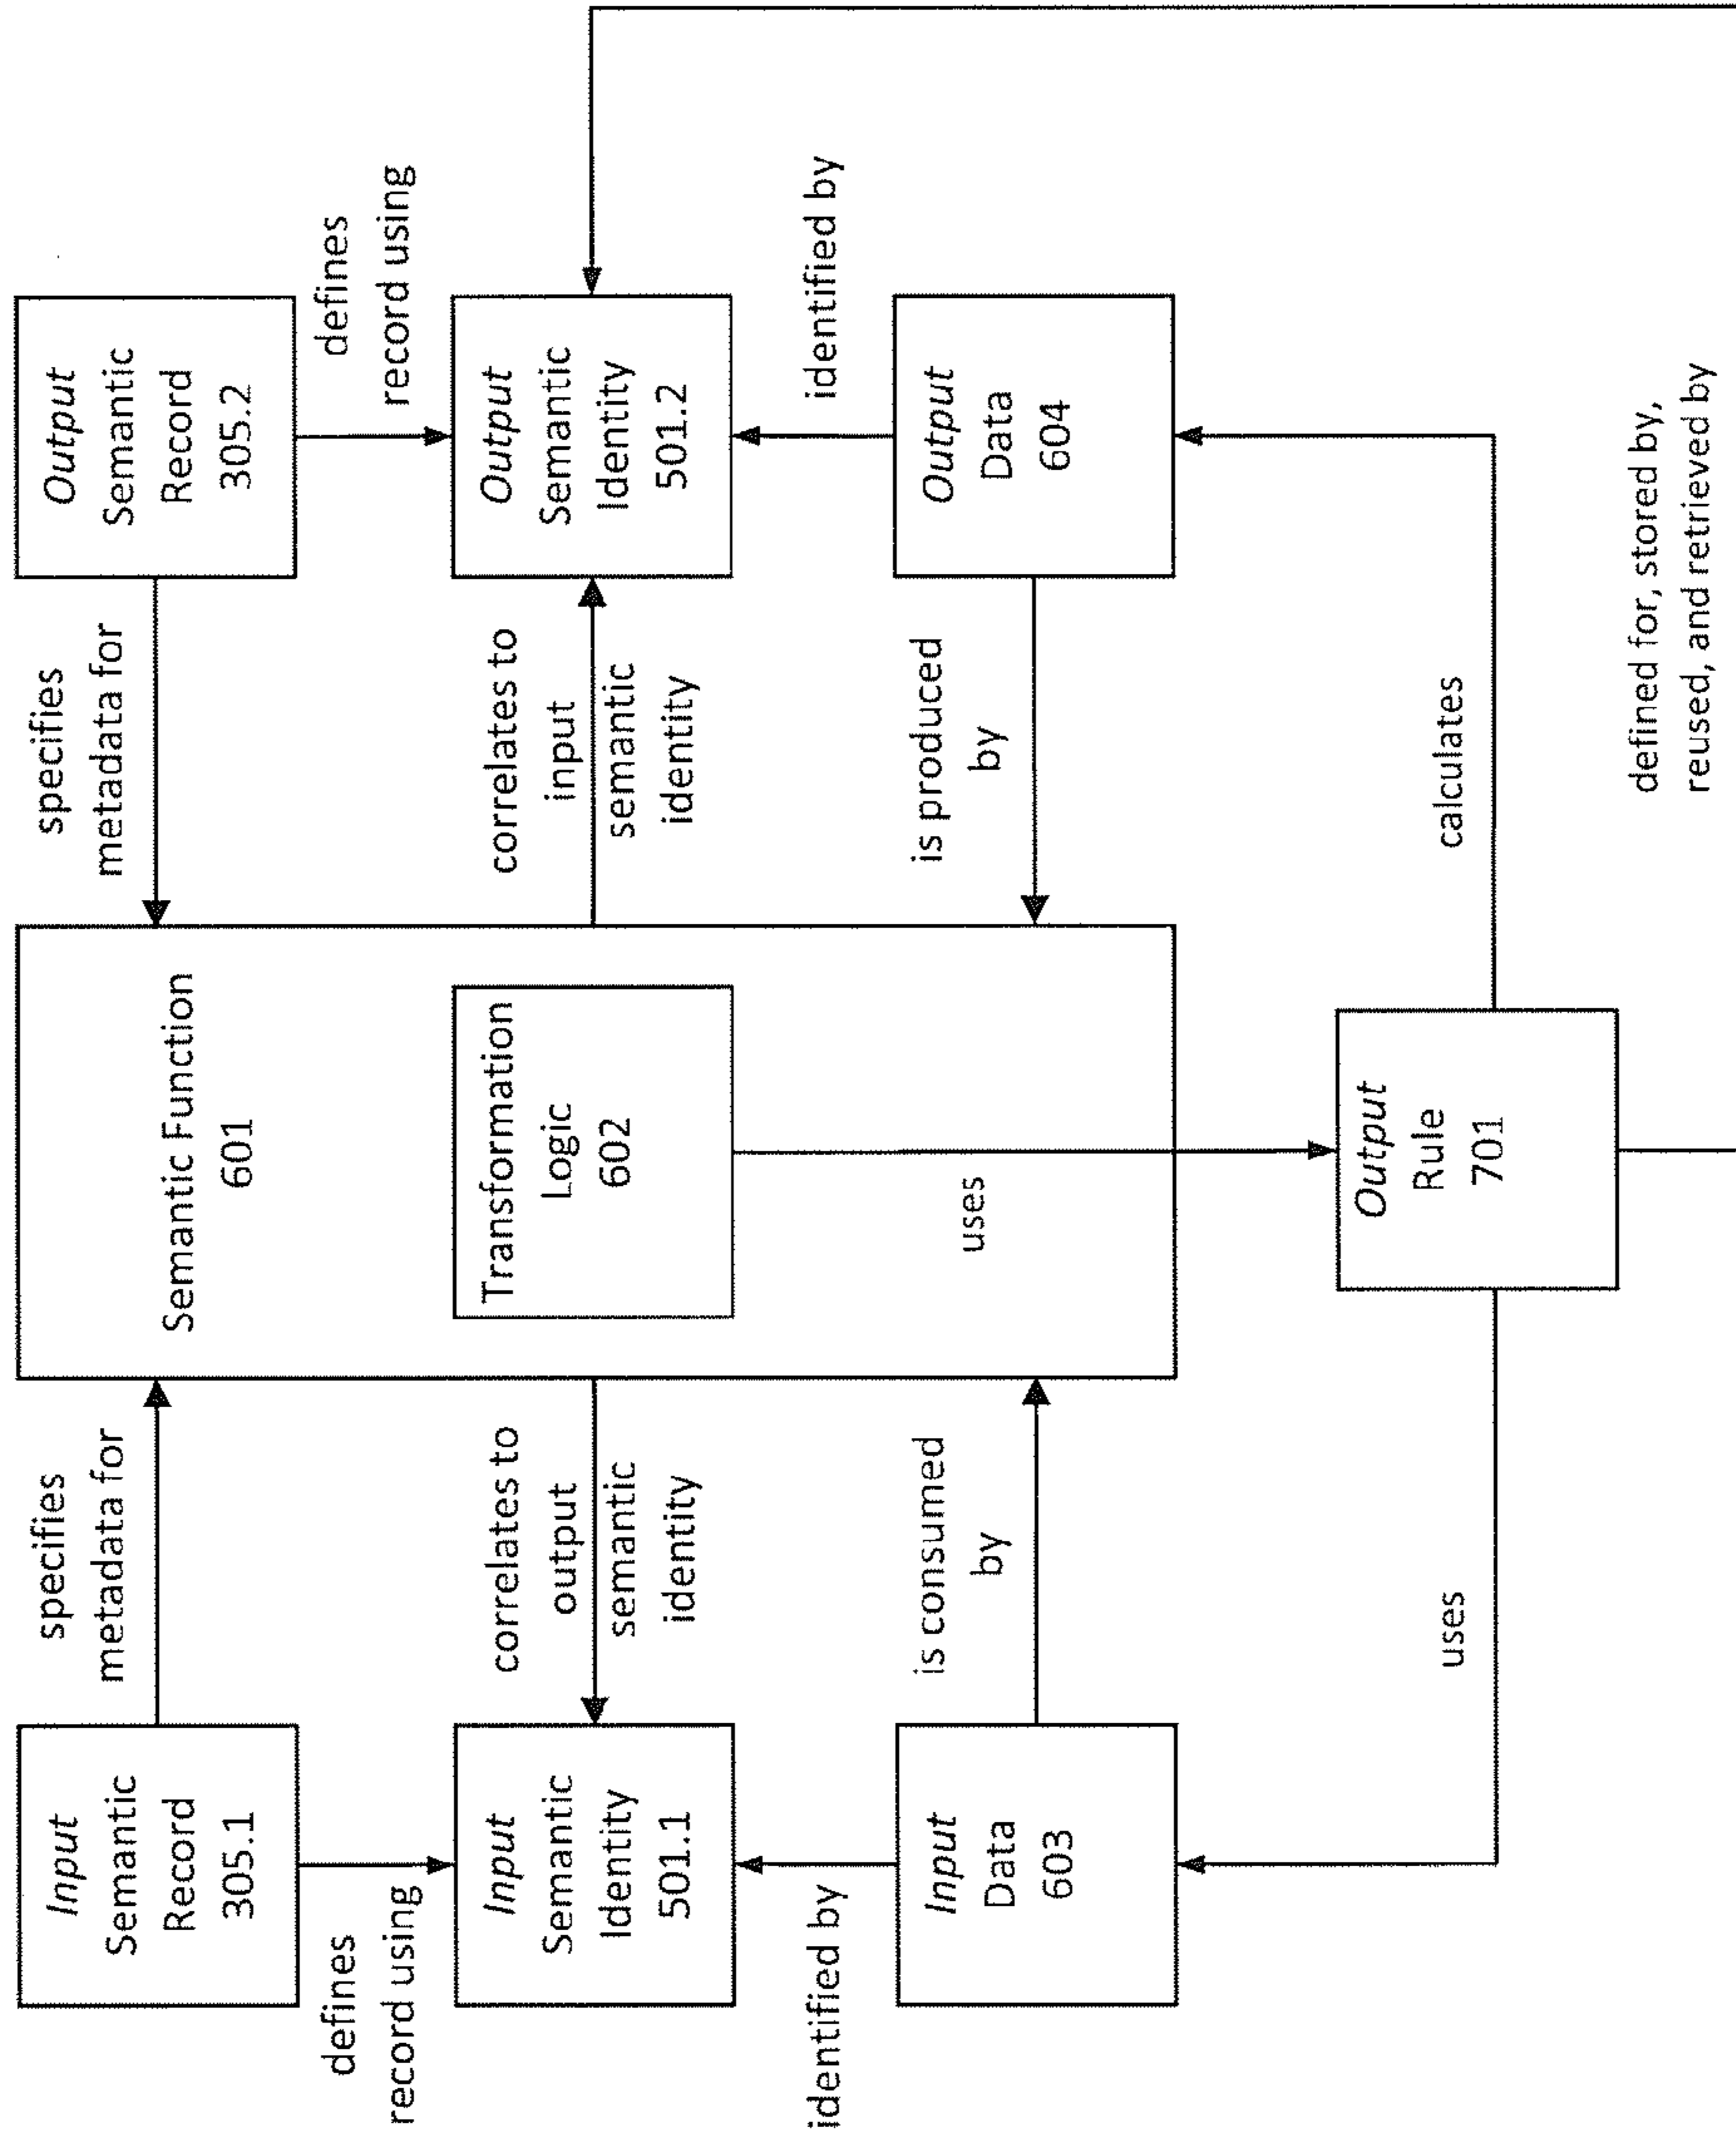 Input
Semantic
Record
305.1
specifies
metadata for
Semantic Function
601
specifies
metadata for
Output
Semantic
Record
305.2
defines
record using
defines
record using
Input
Semantic
Identity
501.1
correlates to
output
semantic
identity
Transformation
Logic
602
correlates to
input
semantic
identity
Output
Semantic
Identity
501.2
identified by
identified by
Input
Data
603
is consumed
by
uses
is produced
by
Output
Data
604
uses
Output
Rule
701
calculates
defined for, stored by,
reused, and retrieved by